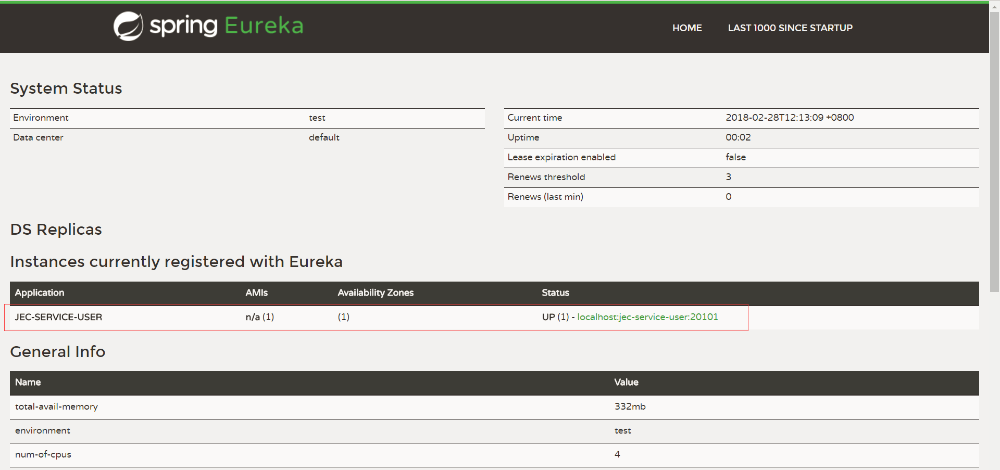 spring Eureka
HOME LAST 1000 SINCE STARTUP
System Status
Environment test
Data center default
Current time 2018-02-28T12:13:09 +0800
Uptime 00:02
Lease expiration enabled false
Renews threshold 3
Renews (last min) 0
DS Replicas
Instances currently registered with Eureka
Application AMIs Availability Zones Status
JEC-SERVICE-USER n/a (1) (1) UP (1) - localhost:jec-service-user:20101
General Info
Name Value
total-avail-memory 332mb
environment test
num-of-cpus 4